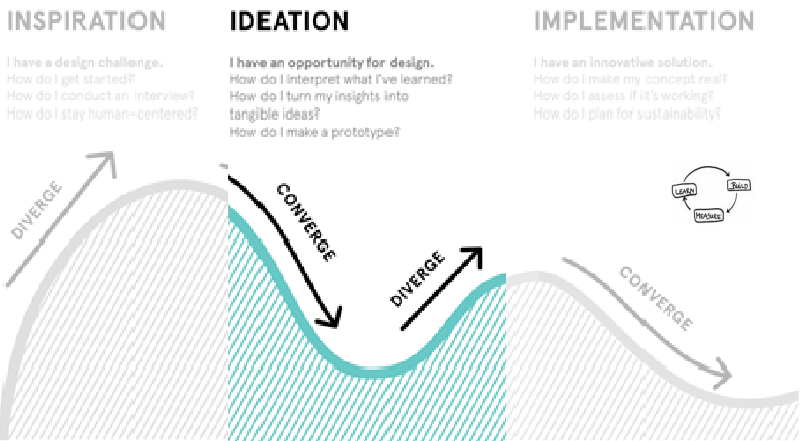 INSPIRATION
I have a design challenge.
How do I get started?
How do I conduct an interview?
How do I stay human-centered?
DIVERGE
IDEATION
I have an opportunity for design.
How do I interpret what I've learned?
How do I turn my insights into
tangible ideas?
How do I make a prototype?
CONVERGE
DIVERGE
IMPLEMENTATION
I have an innovative solution.
How do I make my concept real?
How do I assess if it's working?
How do I plan for sustainability?
LEARN
BUILD
MEASURE
CONVERGE